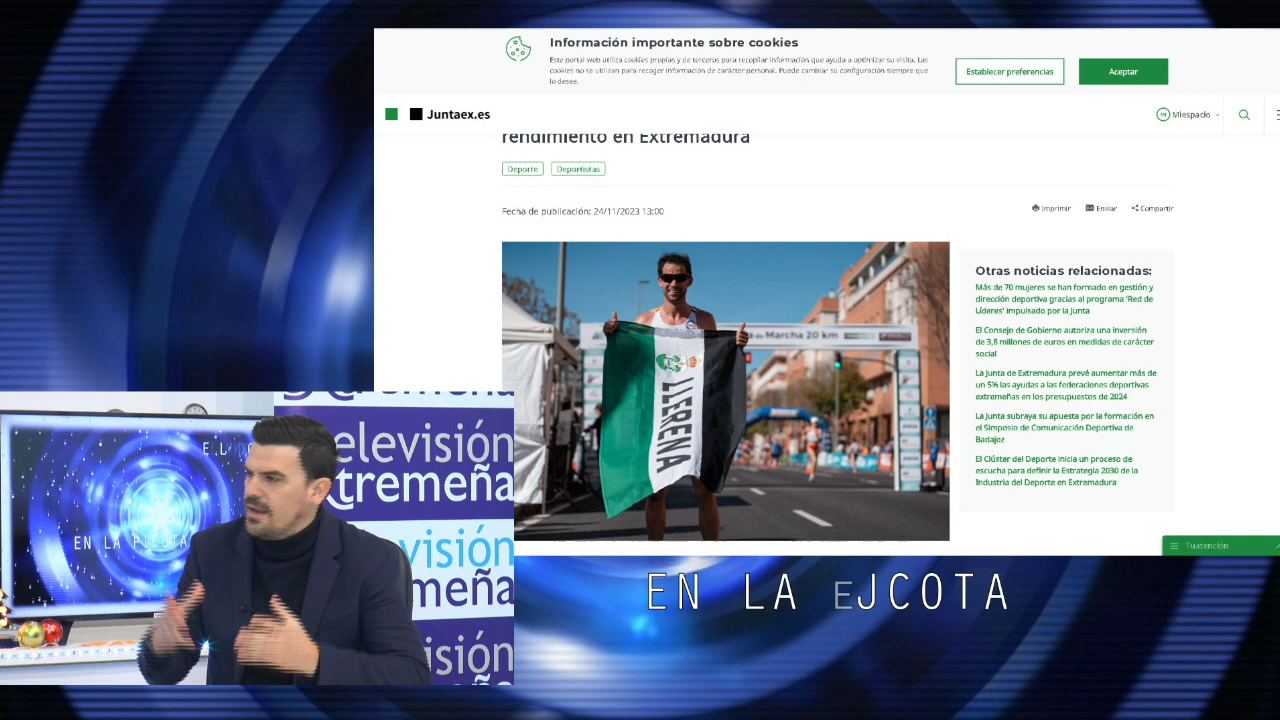 Información importante sobre cookies
Este portal web utiliza cookies propias y de terceros para recopilar información que ayuda a optimizar su visita. Las
cookies no se utilizan para recoger información de carácter personal. Puede cambiar su configuración siempre que
lo desee.
Establecer preferencias
Aceptar
Juntaex.es
Miespacio
rendimiento en Extremadura
Deporte
Deportistas
Fecha de publicación: 24/11/2023 13:00
Imprimir
Enviar
Compartir
Marcha 20 km
LLERENA
Otras noticias relacionadas:
Más de 70 mujeres se han formado en gestión y
dirección deportiva gracias al programa 'Red de
Líderes' impulsado por la Junta
El Consejo de Gobierno autoriza una inversión
de 3,8 millones de euros en medidas de carácter
social
La Junta de Extremadura prevé aumentar más de
un 5% las ayudas a las federaciones deportivas
extremeñas en los presupuestos de 2024
La Junta subraya su apuesta por la formación en
el Simposio de Comunicación Deportiva de
Badajoz
El Clúster del Deporte inicia un proceso de
escucha para definir la Estrategia 2030 de la
Industria del Deporte en Extremadura
Tuatención
EL
EN LA PICOTA
elevisión
xtremeña
visión
meña
isión
EN LA EJCOTA